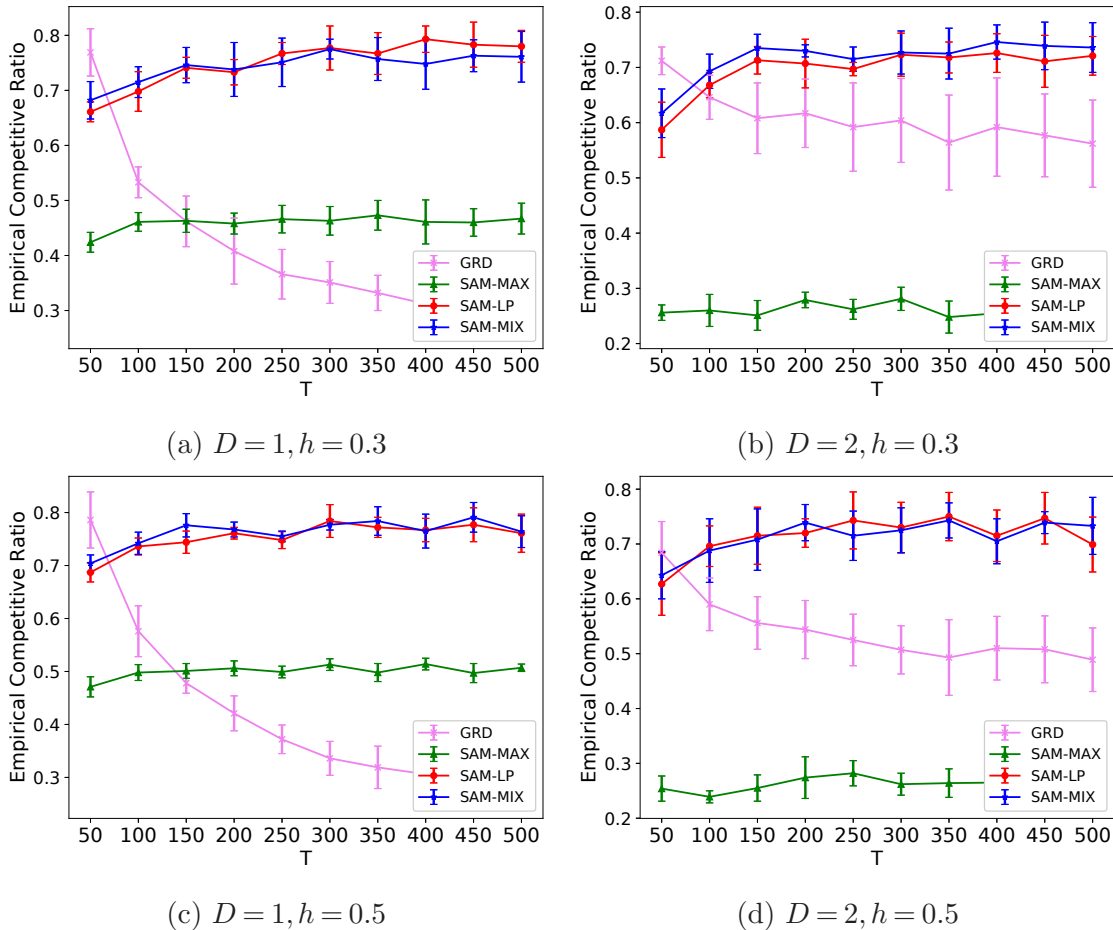 0.8
0.7
0.6
0.5
0.4
0.3
Empirical Competitive Ratio
GRD
SAM-MAX
SAM-LP
SAM-MIX
50 100 150 200 250 300 350 400 450 500
T
(a) D = 1, h = 0.3
0.8
0.7
0.6
0.5
0.4
0.3
0.2
Empirical Competitive Ratio
GRD
SAM-MAX
SAM-LP
SAM-MIX
50 100 150 200 250 300 350 400 450 500
T
(b) D = 2, h = 0.3
0.8
0.7
0.6
0.5
0.4
0.3
Empirical Competitive Ratio
GRD
SAM-MAX
SAM-LP
SAM-MIX
50 100 150 200 250 300 350 400 450 500
T
(c) D = 1, h = 0.5
0.8
0.7
0.6
0.5
0.4
0.3
0.2
Empirical Competitive Ratio
GRD
SAM-MAX
SAM-LP
SAM-MIX
50 100 150 200 250 300 350 400 450 500
T
(d) D = 2, h = 0.5